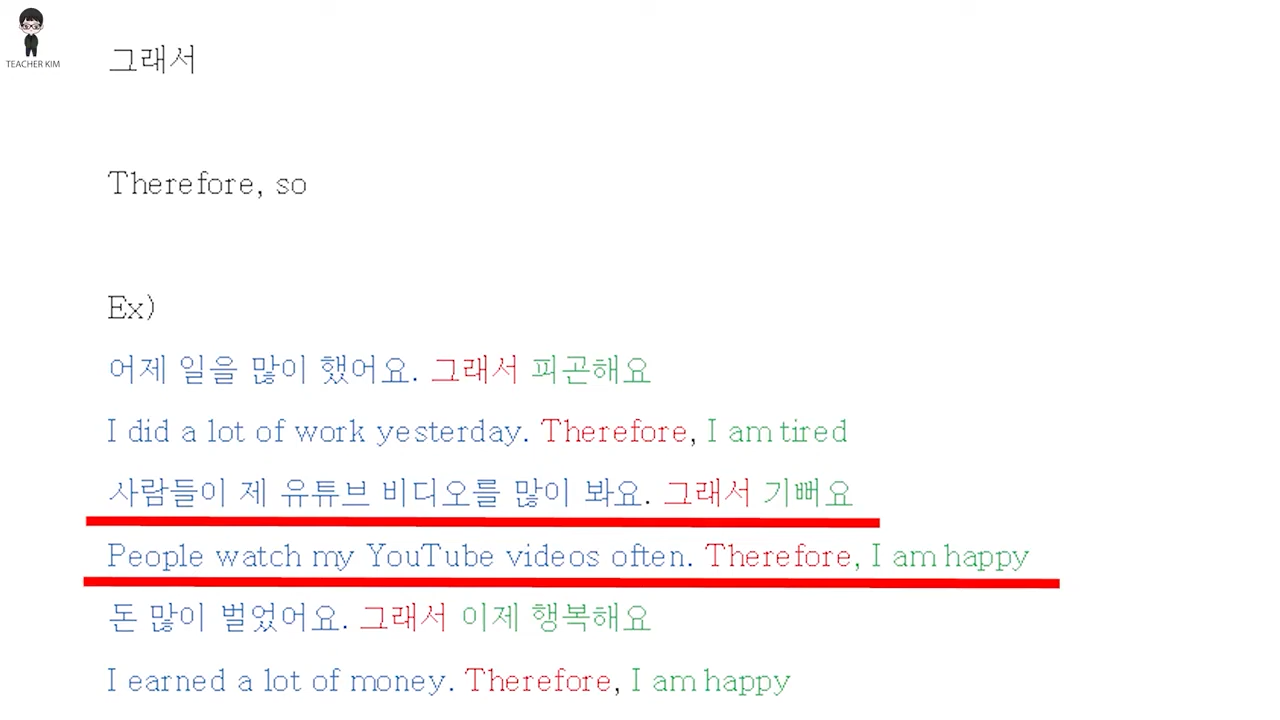 TEACHER KIM
그래서
Therefore, so
Ex)
어제 일을 많이 했어요. 그래서 피곤해요
I did a lot of work yesterday. Therefore, I am tired
사람들이 제 유튜브 비디오를 많이 봐요. 그래서 기뻐요
People watch my YouTube videos often. Therefore, I am happy
돈 많이 벌었어요. 그래서 이제 행복해요
I earned a lot of money. Therefore, I am happy